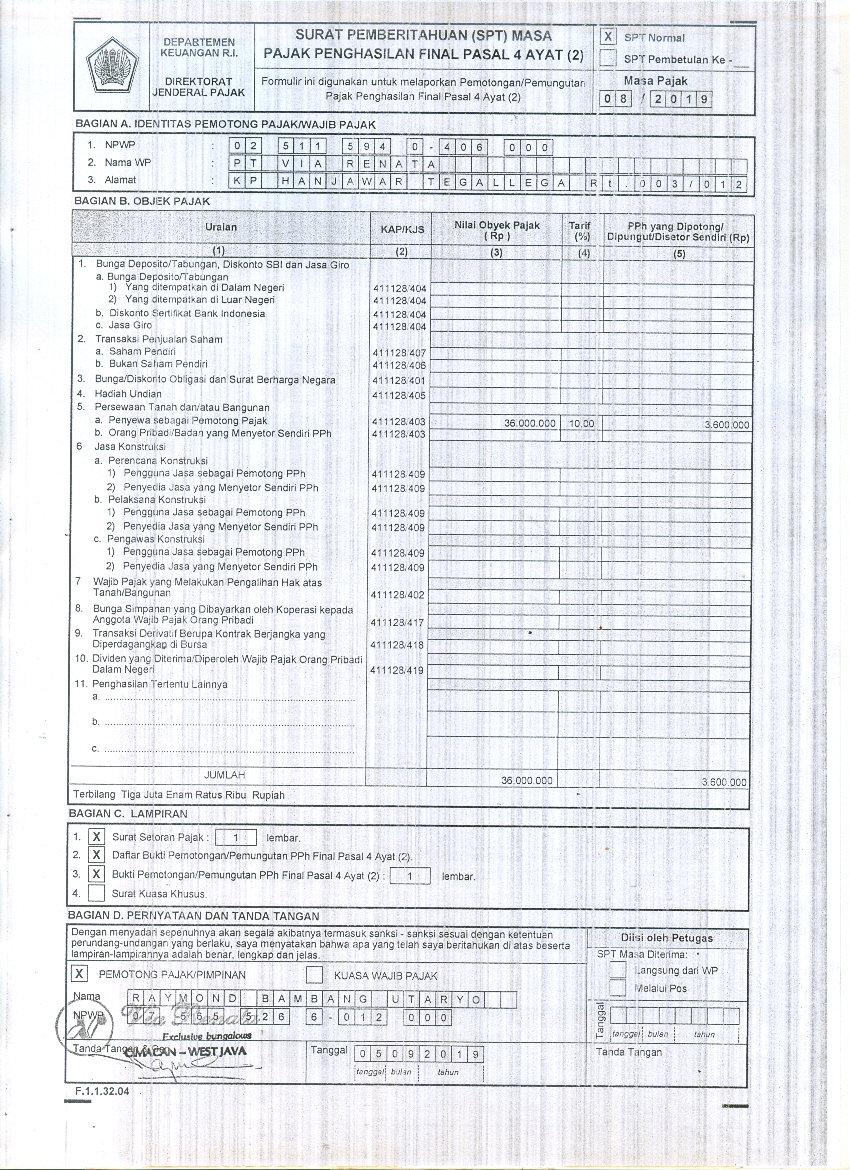 DEPARTEMEN
KEUANGAN R.I.
DIREKTORAT
JENDERAL PAJAK
SURAT PEMBERITAHUAN (SPT) MASA
PAJAK PENGHASILAN FINAL PASAL 4 AYAT (2)
Formulir ini digunakan untuk melaporkan Pemotongan/Pemungutan
Pajak Penghasilan Final Pasal 4 Ayat (2)
X SPT Normal
SPT Pembetulan Ke -__
Masa Pajak
0 8 / 2 0 1 9
BAGIAN A. IDENTITAS PEMOTONG PAJAK/WAJIB PAJAK
1. NPWP : 0 2 5 1 1 5 9 4 0 - 4 0 6 0 0 0
2. Nama WP : P T V I A R E N A T A
3. Alamat : K P H A N J A W A R T E G A L L E G A R t . 0 0 3 / 0 1 2
BAGIAN B. OBJEK PAJAK
Uraian KAP/KJS Nilai Obyek Pajak ( Rp ) Tarif (%) PPh yang Dipotong/ Dipungut/Disetor Sendiri (Rp)
(1) (2) (3) (4) (5)
1. Bunga Deposito/Tabungan, Diskonto SBI dan Jasa Giro
a. Bunga Deposito/Tabungan
1) Yang ditempatkan di Dalam Negeri 411128/404
2) Yang ditempatkan di Luar Negeri 411128/404
b. Diskonto Sertifikat Bank Indonesia 411128/404
c. Jasa Giro 411128/404
2. Transaksi Penjualan Saham
a. Saham Pendiri 411128/407
b. Bukan Saham Pendiri 411128/406
3. Bunga/Diskonto Obligasi dan Surat Berharga Negara 411128/401
4. Hadiah Undian 411128/405
5. Persewaan Tanah dan/atau Bangunan
a. Penyewa sebagai Pemotong Pajak 411128/403 36.000.000 10,00 3.600.000
b. Orang Pribadi/Badan yang Menyetor Sendiri PPh 411128/403
6 Jasa Konstruksi
a. Perencana Konstruksi
1) Pengguna Jasa sebagai Pemotong PPh 411128/409
2) Penyedia Jasa yang Menyetor Sendiri PPh 411128/409
b. Pelaksana Konstruksi
1) Pengguna Jasa sebagai Pemotong PPh 411128/409
2) Penyedia Jasa yang Menyetor Sendiri PPh 411128/409
c. Pengawas Konstruksi
1) Pengguna Jasa sebagai Pemotong PPh 411128/409
2) Penyedia Jasa yang Menyetor Sendiri PPh 411128/409
7 Wajib Pajak yang Melakukan Pengalihan Hak atas
Tanah/Bangunan 411128/402
8. Bunga Simpanan yang Dibayarkan oleh Koperasi kepada
Anggota Wajib Pajak Orang Pribadi 411128/417
9. Transaksi Derivatif Berupa Kontrak Berjangka yang
Diperdagangkap di Bursa 411128/418
10. Dividen yang Diterima/Diperoleh Wajib Pajak Orang Pribadi
Dalam Negeri 411128/419
11. Penghasilan Tertentu Lainnya
a. ........................................
b. ........................................
c. ........................................
JUMLAH 36.000.000 3.600.000
Terbilang Tiga Juta Enam Ratus Ribu Rupiah
BAGIAN C. LAMPIRAN
1. X Surat Setoran Pajak : 1 lembar.
2. X Daftar Bukti Pemotongan/Pemungutan PPh Final Pasal 4 Ayat (2).
3. X Bukti Pemotongan/Pemungutan PPh Final Pasal 4 Ayat (2) : 1 lembar.
4. Surat Kuasa Khusus.
BAGIAN D. PERNYATAAN DAN TANDA TANGAN
Dengan menyadari sepenuhnya akan segala akibatnya termasuk sanksi - sanksi sesuai dengan ketentuan
perundang-undangan yang berlaku, saya menyatakan bahwa apa yang telah saya beritahukan di atas beserta
lampiran-lampirannya adalah benar, lengkap dan jelas.
X PEMOTONG PAJAK/PIMPINAN KUASA WAJIB PAJAK
Nama R A Y M O N D B A M B A N G U T A R Y O
NPWP 0 7 5 6 5 5 2 6 6 - 0 1 2 0 0 0
Via Renata
Exclusive bungalows
CIMACAN - WEST JAVA
Tanda Tangan &
Tanggal 0 5 0 9 2 0 1 9
tanggal bulan tahun
Diisi oleh Petugas
SPT Masa Diterima:
Langsung dari WP
Melalui Pos
Tanggal
tanggal bulan tahun
Tanda Tangan
F.1.1.32.04